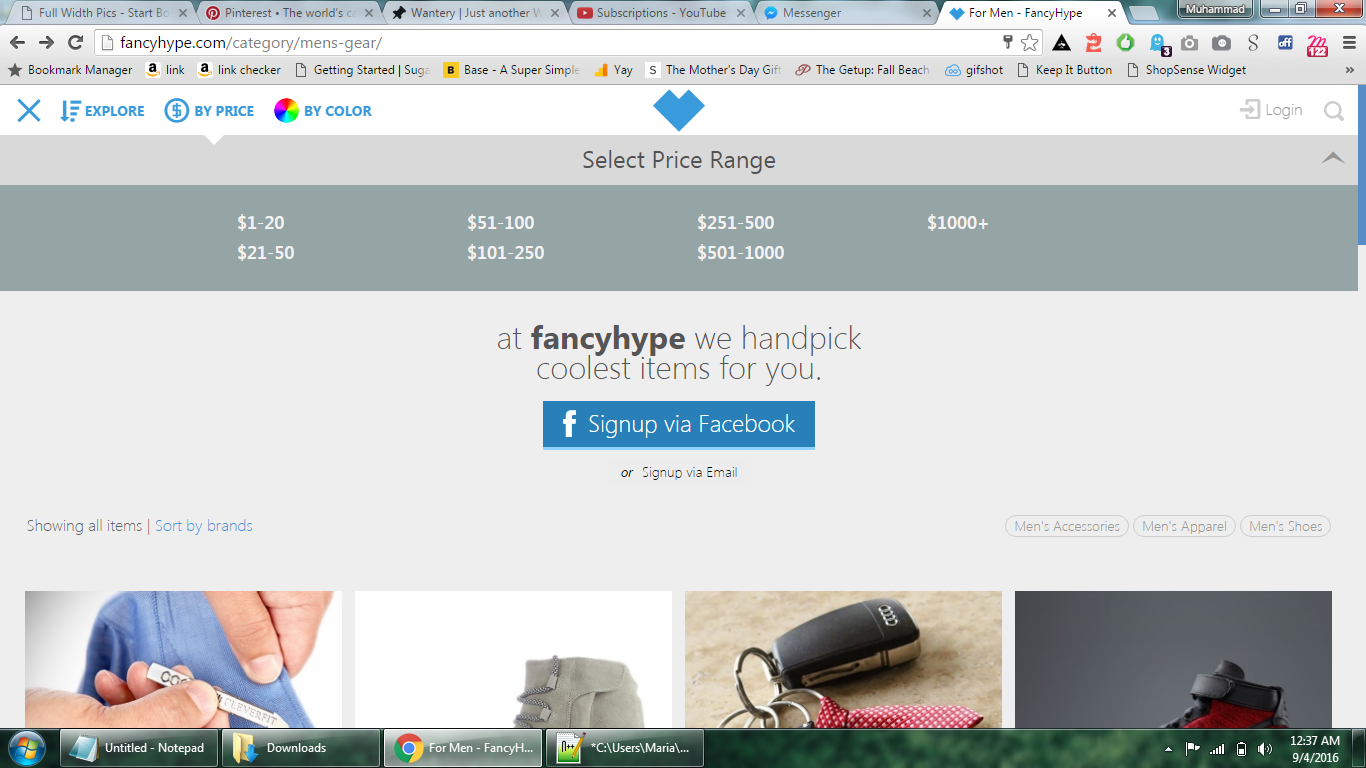 Full Width Pics - Start Bo
Pinterest • The world's ca
Wantery | Just another W
Subscriptions - YouTube
Messenger
For Men - FancyHype
Muhammad
fancyhype.com/category/mens-gear/
3
off
122
Bookmark Manager
link
link checker
Getting Started | Suga
Base - A Super Simple
Yay
The Mother's Day Gift
The Getup: Fall Beach
gifshot
Keep It Button
ShopSense Widget
»
EXPLORE
BY PRICE
BY COLOR
Login
Select Price Range
$1-20
$51-100
$251-500
$1000+
$21-50
$101-250
$501-1000
at fancyhype we handpick
coolest items for you.
f Signup via Facebook
or Signup via Email
Showing all items | Sort by brands
Men's Accessories
Men's Apparel
Men's Shoes
CLEVERFIT
Untitled - Notepad
Downloads
For Men - FancyH...
*C:\Users\Maria\...
12:37 AM
9/4/2016